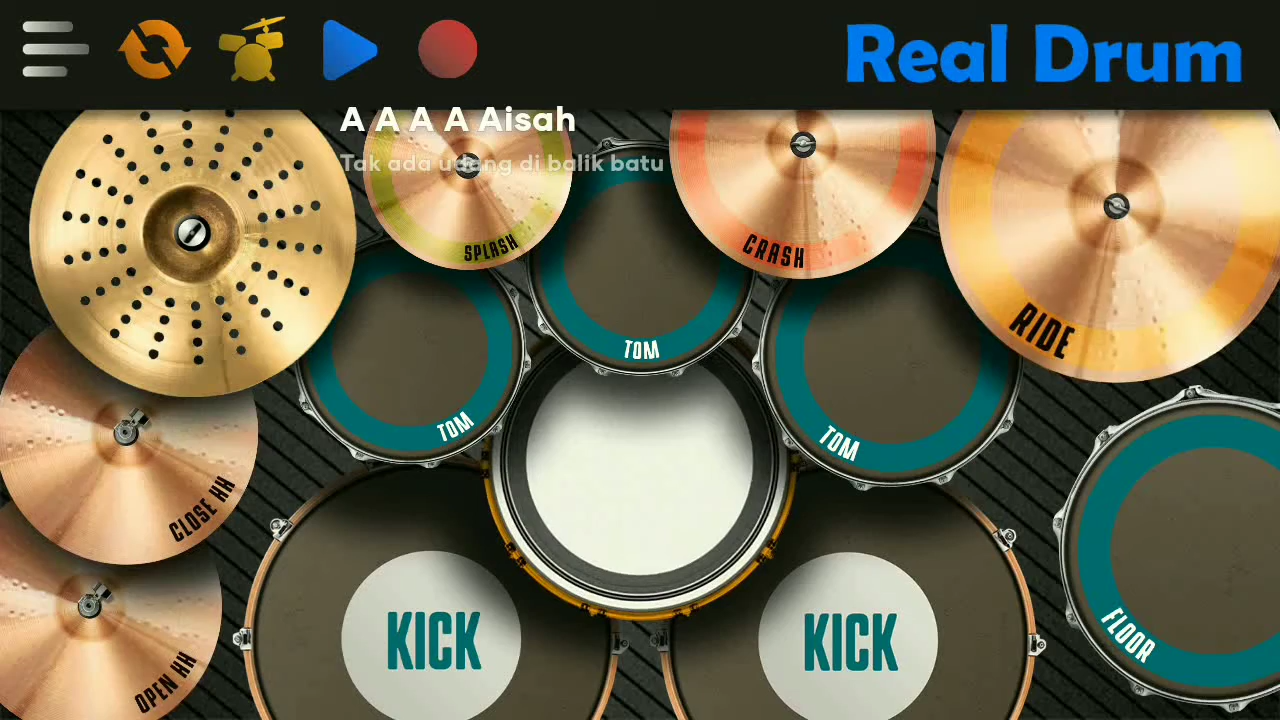 Real Drum
A A A A Aisah
Tak ada udang di balik batu
SPLASH
CRASH
RIDE
TOM
TOM
TOM
CLOSE HH
OPEN HH
KICK
KICK
FLOOR